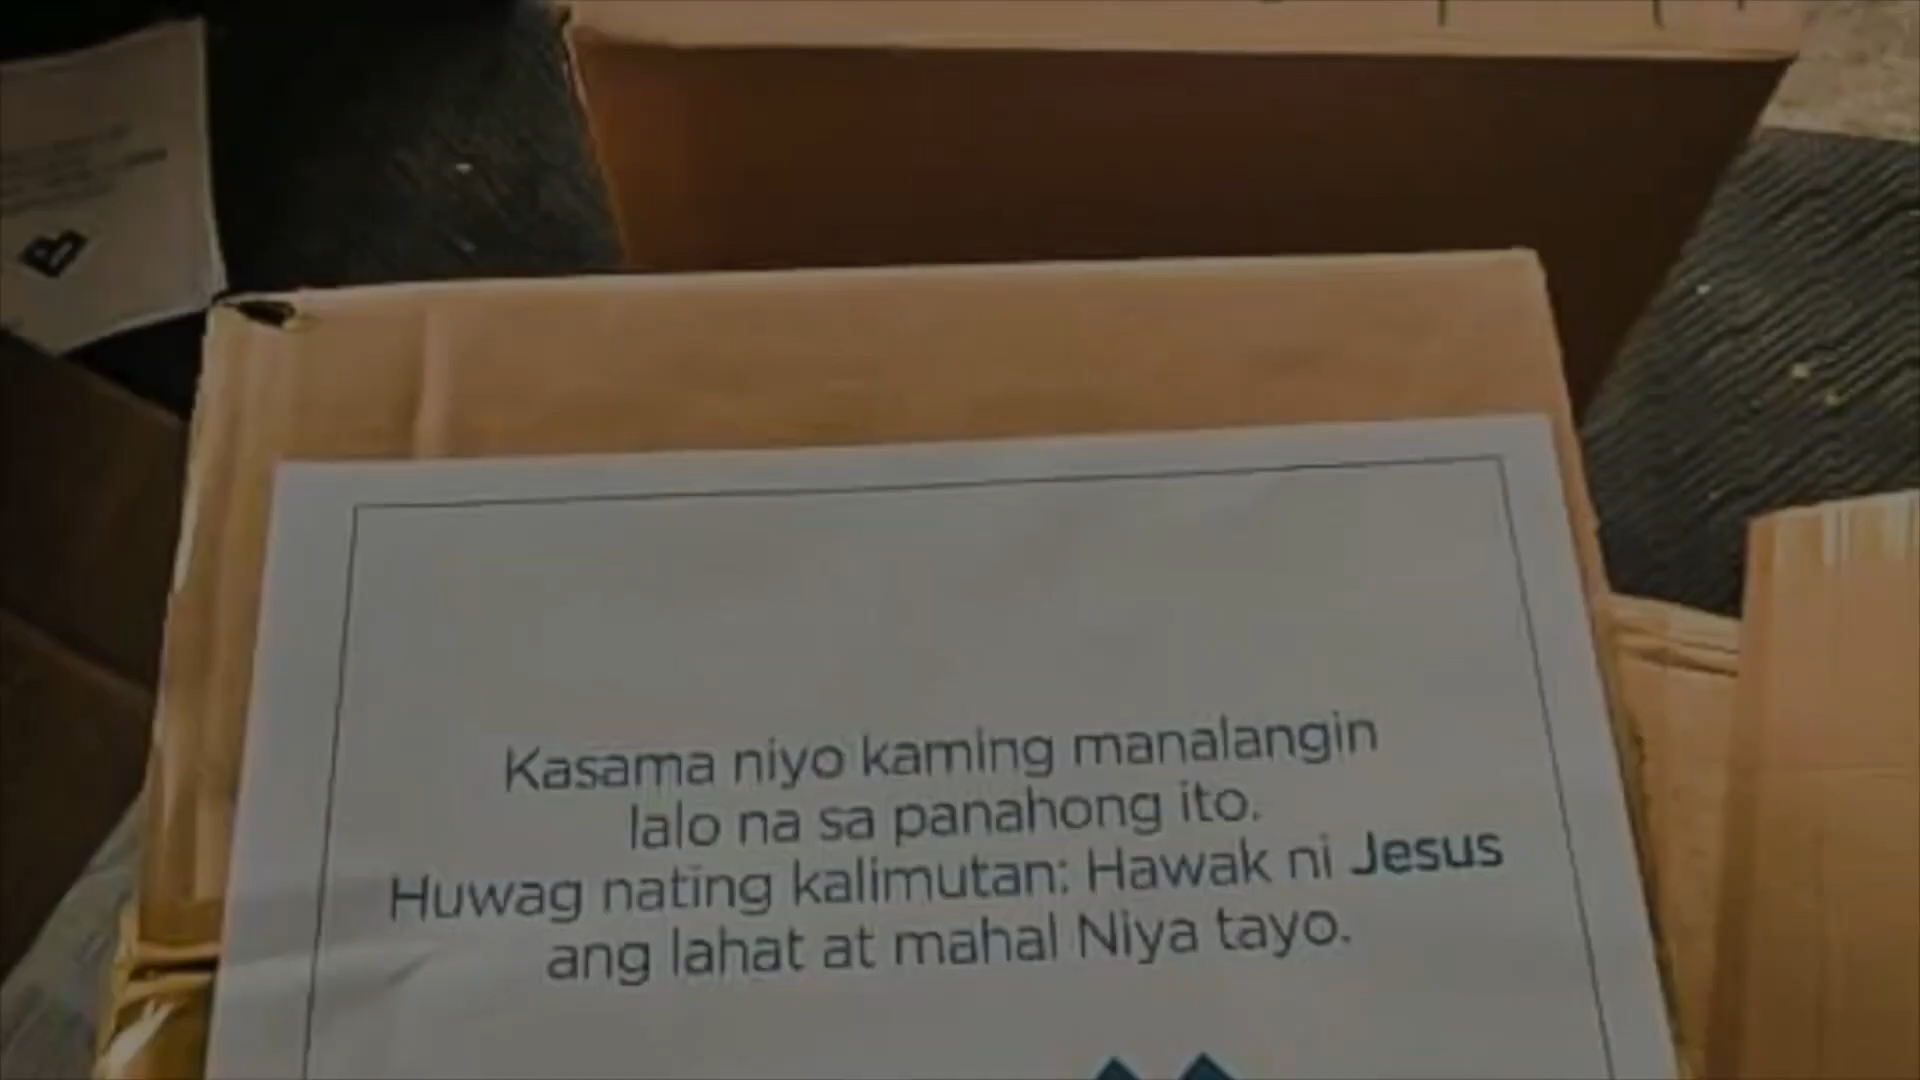 Kasama niyo kaming manalangin
lalo na sa panahong ito.
Huwag nating kalimutan: Hawak ni Jesus
ang lahat at mahal Niya tayo.